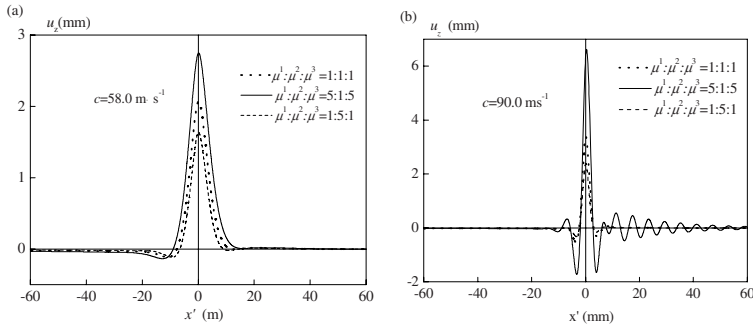 (a)
u_z(mm)
3
2
1
0
c=58.0 m· s⁻¹
μ¹:μ²:μ³=1:1:1
μ¹:μ²:μ³=5:1:5
μ¹:μ²:μ³=1:5:1
-60 -40 -20 0 20 40 60
x' (m)
(b)
u_z (mm)
6
4
2
0
-2
c=90.0 ms⁻¹
μ¹:μ²:μ³=1:1:1
μ¹:μ²:μ³=5:1:5
μ¹:μ²:μ³=1:5:1
-60 -40 -20 0 20 40 60
x' (mm)